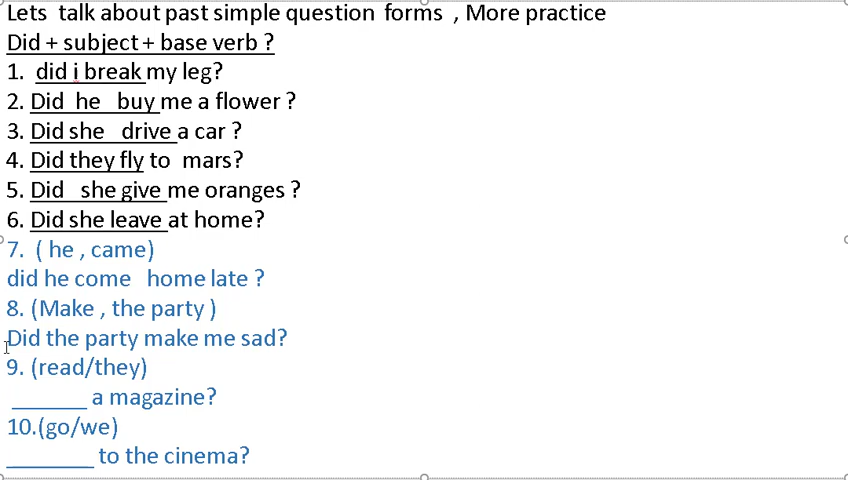 Lets talk about past simple question forms , More practice
Did + subject + base verb ?
1. did i break my leg?
2. Did he buy me a flower ?
3. Did she drive a car ?
4. Did they fly to mars?
5. Did she give me oranges ?
6. Did she leave at home?
7. ( he , came)
did he come home late ?
8. (Make , the party )
Did the party make me sad?
9. (read/they)
______ a magazine?
10.(go/we)
_______ to the cinema?